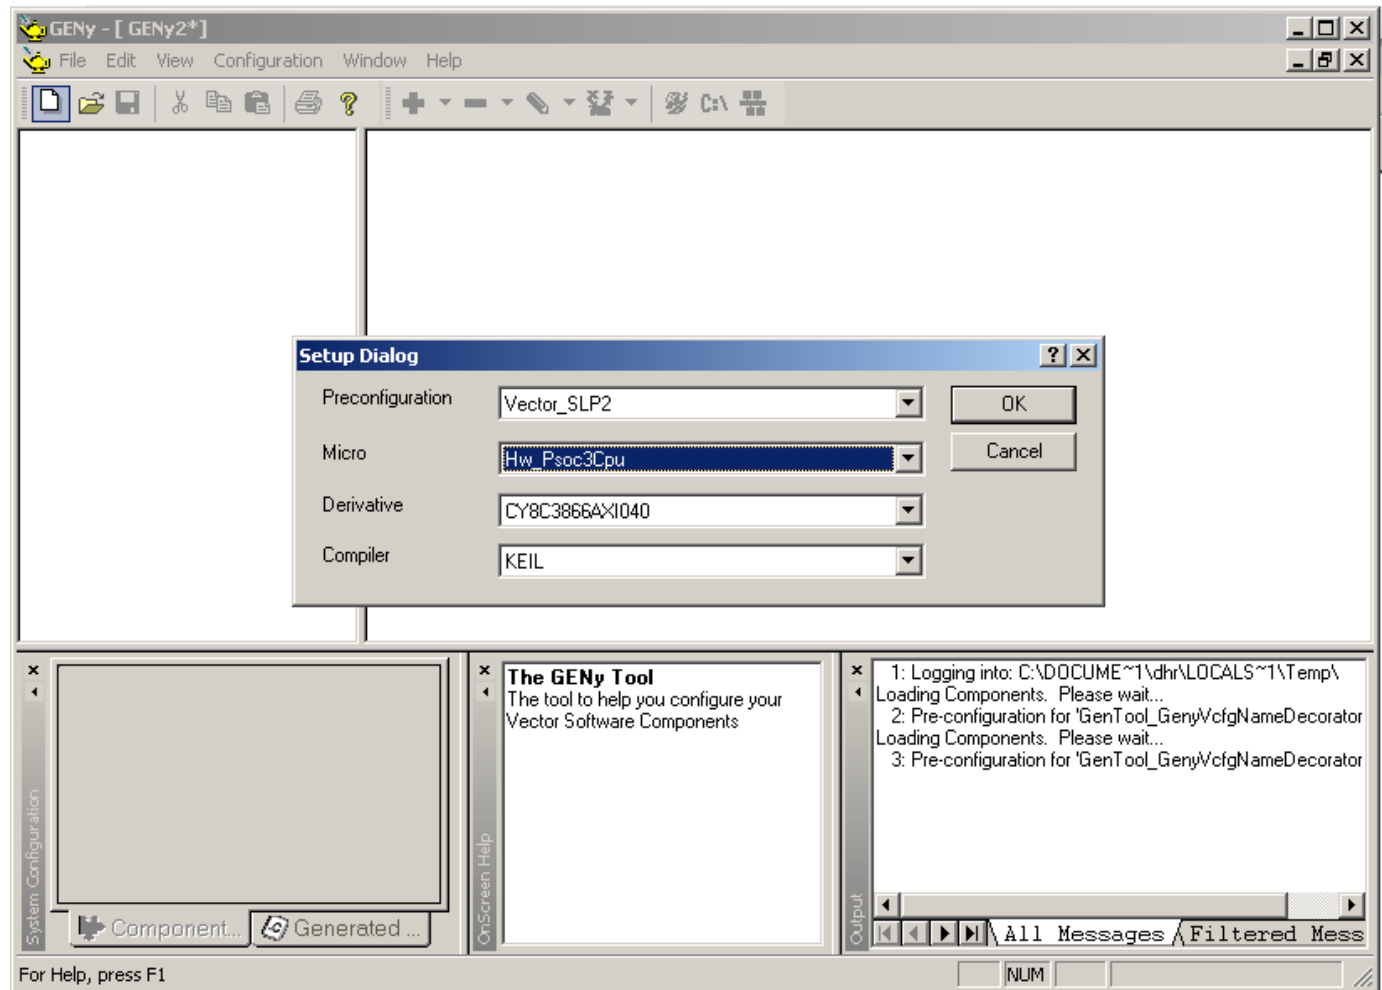 GENy - [ GENy2*]
File Edit View Configuration Window Help
C:\
Setup Dialog
Preconfiguration Vector_SLP2 OK
Micro Hw_Psoc3Cpu Cancel
Derivative CY8C3866AXI040
Compiler KEIL
System Configuration
Component... Generated ...
OnScreen Help
The GENy Tool
The tool to help you configure your
Vector Software Components
Output
1: Logging into: C:\DOCUME~1\dhr\LOCALS~1\Temp\
Loading Components. Please wait...
2: Pre-configuration for 'GenTool_GenyVcfgNameDecorator
Loading Components. Please wait...
3: Pre-configuration for 'GenTool_GenyVcfgNameDecorator
All Messages Filtered Mess
For Help, press F1 NUM